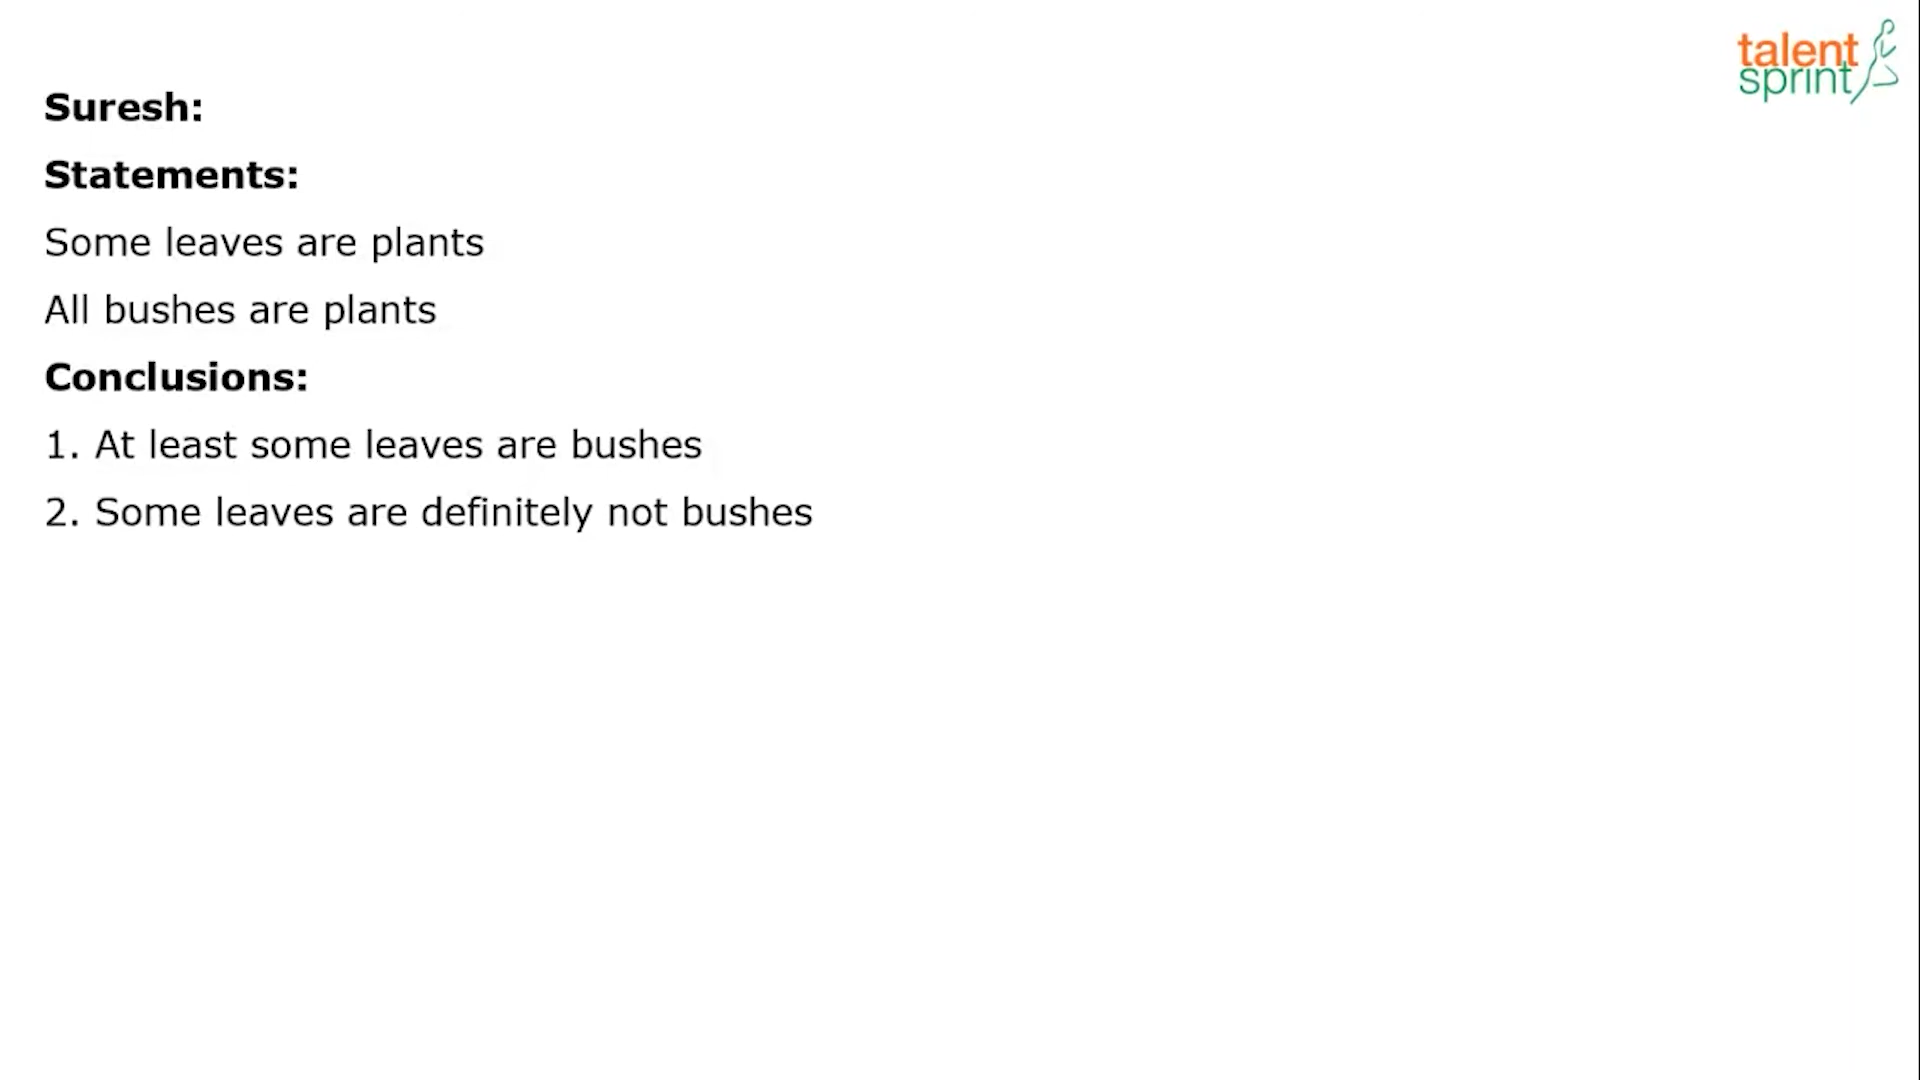 talent
sprint
Suresh:
Statements:
Some leaves are plants
All bushes are plants
Conclusions:
1. At least some leaves are bushes
2. Some leaves are definitely not bushes